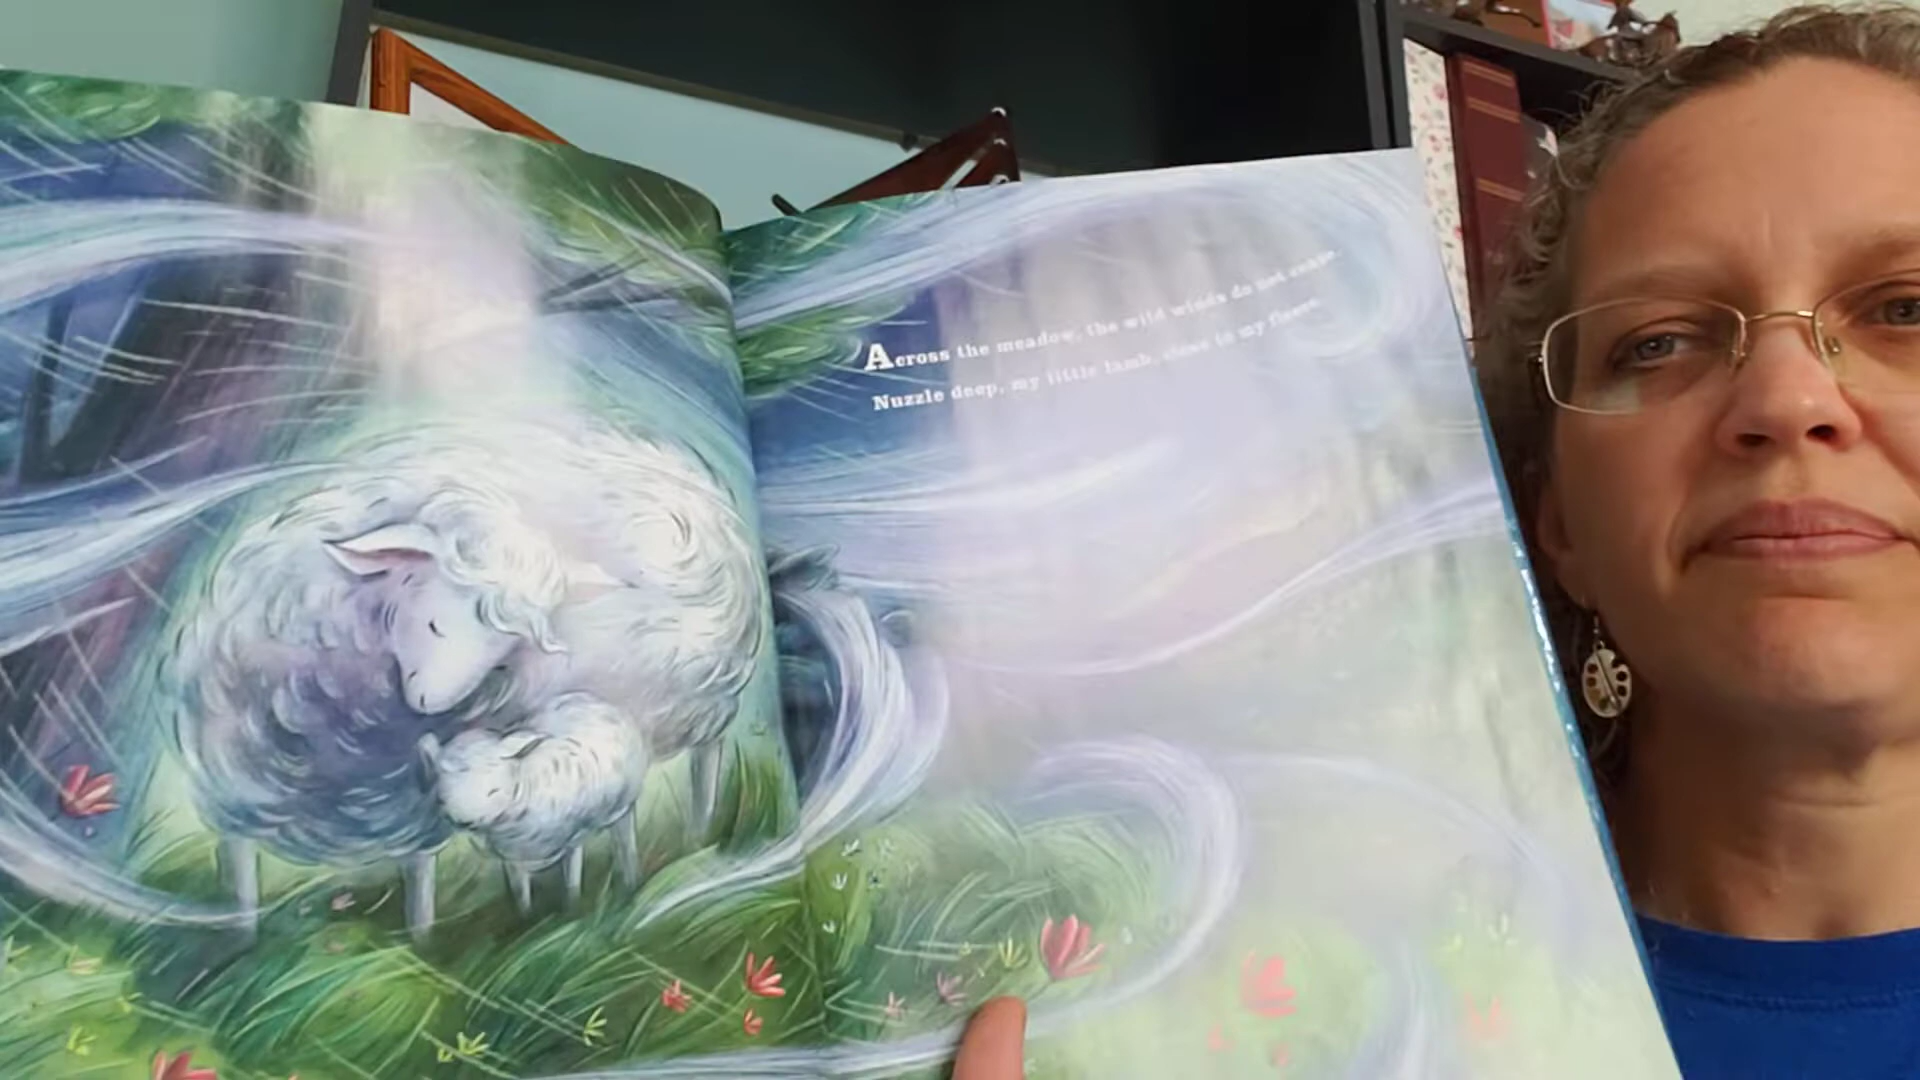 Across the meadow, the wild winds do not cease.
Nuzzle deep, my little lamb, close to my fleece.